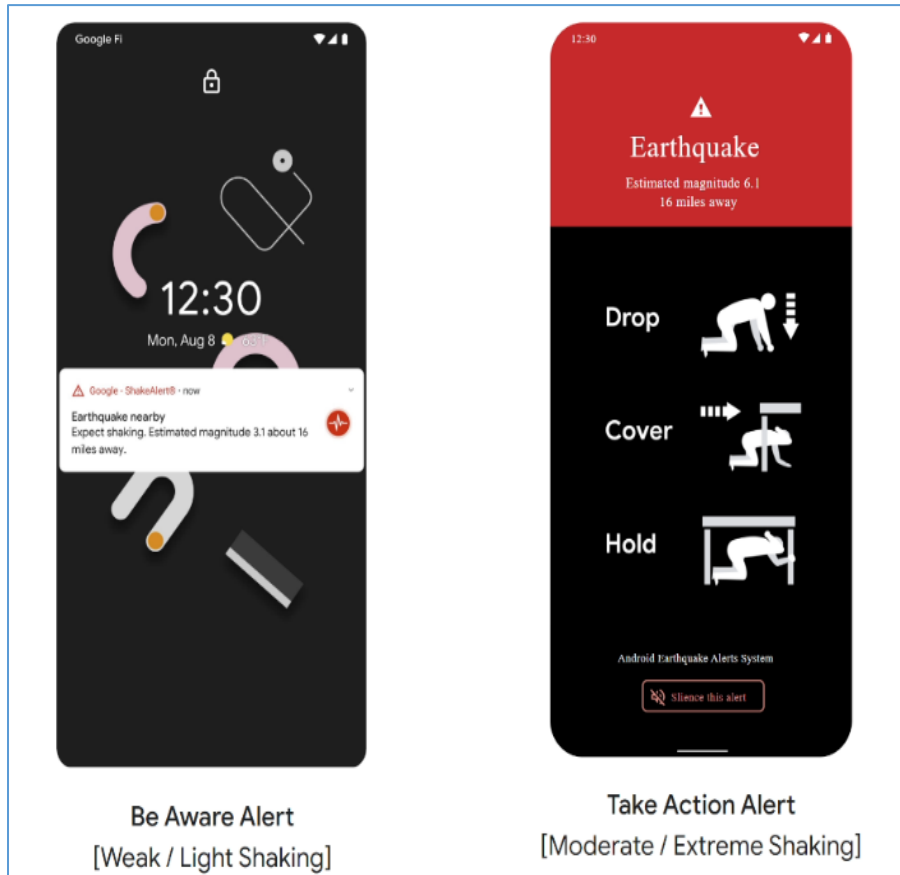 Google Fi
12:30
Mon, Aug 8
Google - ShakeAlert® • now
Earthquake nearby
Expect shaking. Estimated magnitude 3.1 about 16
miles away.
Be Aware Alert
[Weak / Light Shaking]
12:30
Earthquake
Estimated magnitude 6.1
16 miles away
Drop
Cover
Hold
Android Earthquake Alerts System
Slience this alert
Take Action Alert
[Moderate / Extreme Shaking]